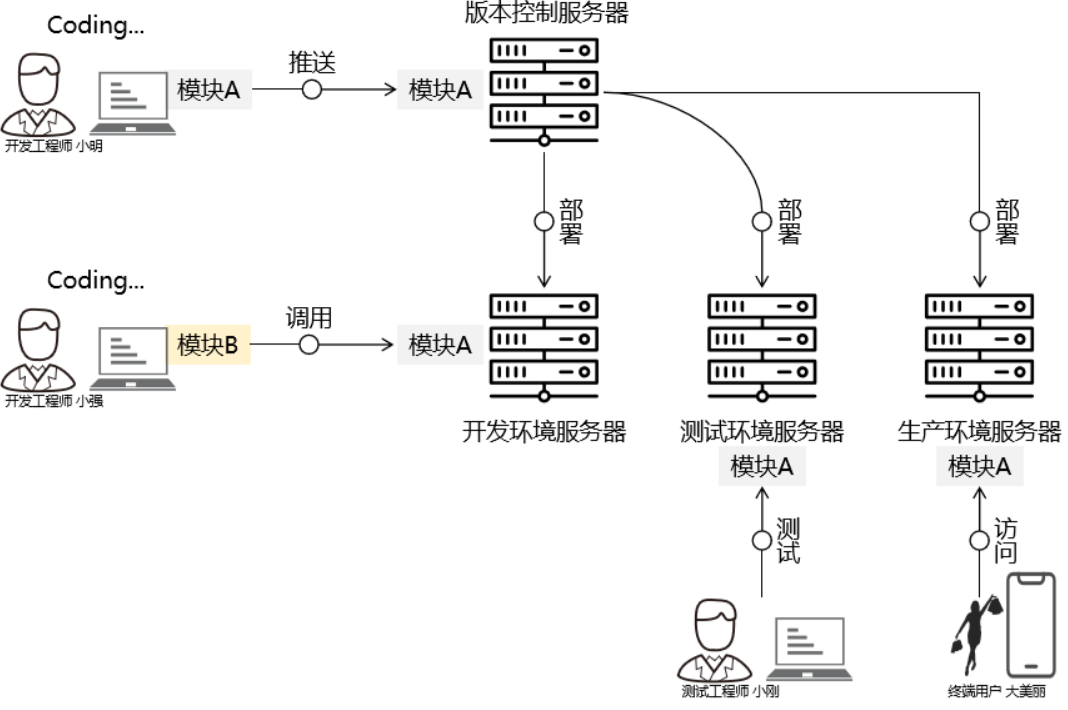 Coding...
版本控制服务器
模块A
推送
模块A
开发工程师 小明
部署
部署
部署
Coding...
模块B
调用
模块A
开发工程师 小强
开发环境服务器
测试环境服务器
生产环境服务器
模块A
模块A
测试
访问
测试工程师 小刚
终端用户 大美丽